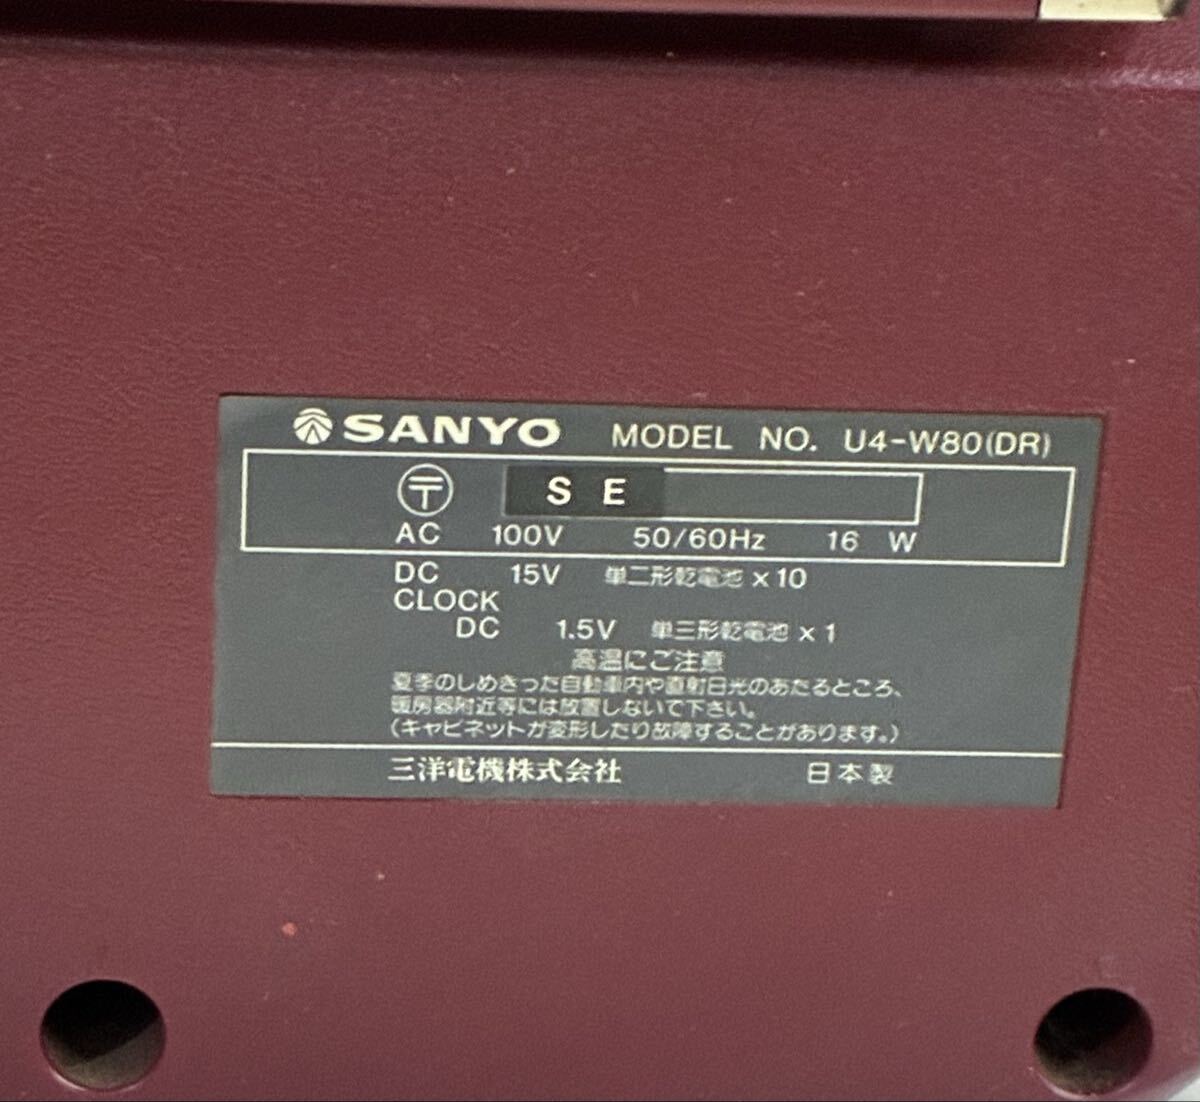 SANYO MODEL NO. U4-W80(DR)
〒 S E
AC 100V 50/60Hz 16 W
DC 15V 単二形乾電池×10
CLOCK
DC 1.5V 単三形乾電池×1
高温にご注意
夏季のしめきった自動車内や直射日光のあたるところ、
暖房器附近等には放置しないで下さい。
(キャビネットが変形したり故障することがあります。)
三洋電機株式会社 日本製